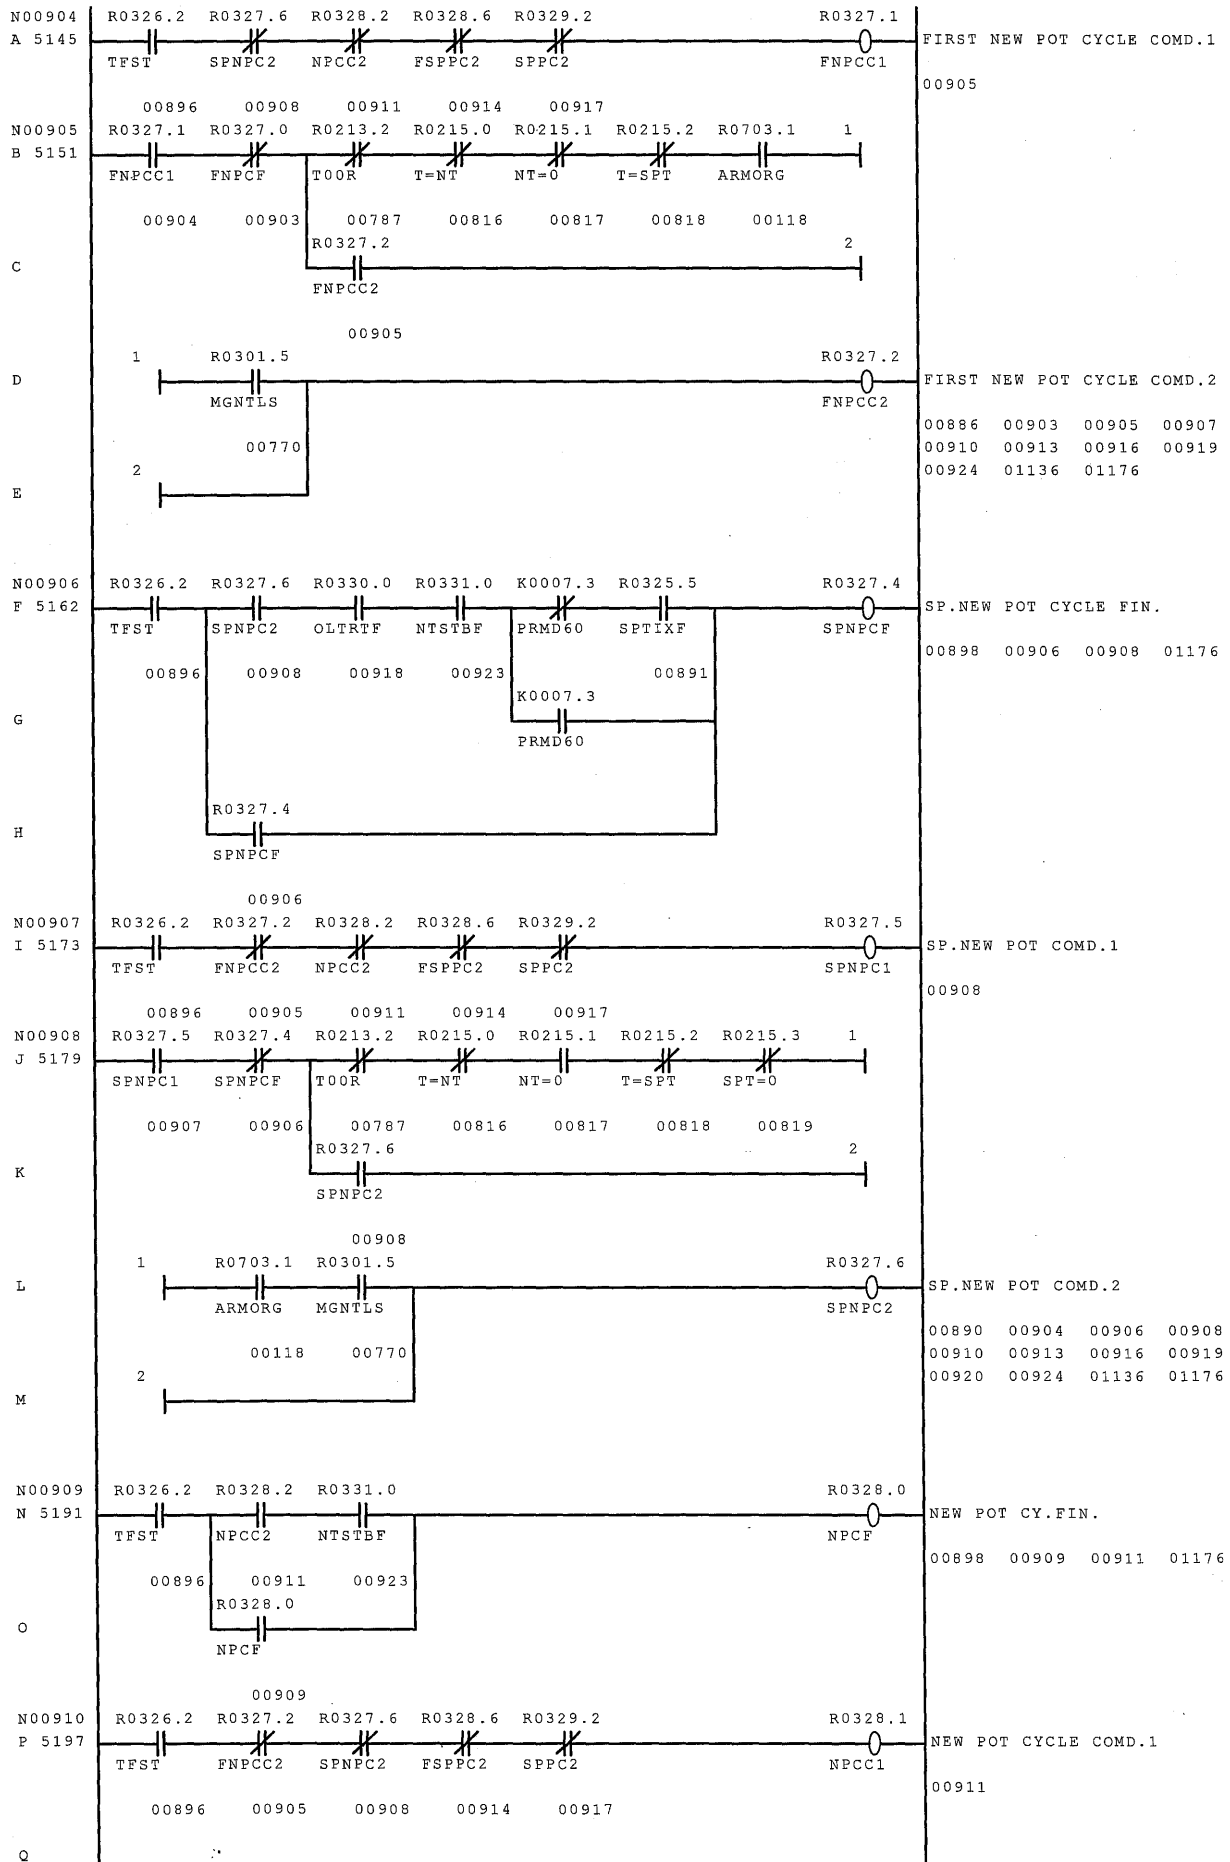 N00904 R0326.2 R0327.6 R0328.2 R0328.6 R0329.2 R0327.1
A 5145 FIRST NEW POT CYCLE COMD.1
TFST SPNPC2 NPCC2 FSPPC2 SPPC2 FNPCC1
00905
00896 00908 00911 00914 00917
N00905 R0327.1 R0327.0 R0213.2 R0215.0 R0215.1 R0215.2 R0703.1 1
B 5151
FNPCC1 FNPCF TOOR T=NT NT=0 T=SPT ARMORG
00904 00903 00787 00816 00817 00818 00118
R0327.2 2
C
FNPCC2
00905
1 R0301.5 R0327.2
D FIRST NEW POT CYCLE COMD.2
MGNTLS FNPCC2
00886 00903 00905 00907
00770 00910 00913 00916 00919
2 00924 01136 01176
E
N00906 R0326.2 R0327.6 R0330.0 R0331.0 K0007.3 R0325.5 R0327.4
F 5162 SP.NEW POT CYCLE FIN.
TFST SPNPC2 OLTRTF NTSTBF PRMD60 SPTIXF SPNPCF
00898 00906 00908 01176
00896 00908 00918 00923 00891
K0007.3
G
PRMD60
R0327.4
H
SPNPCF
00906
N00907 R0326.2 R0327.2 R0328.2 R0328.6 R0329.2 R0327.5
I 5173 SP.NEW POT COMD.1
TFST FNPCC2 NPCC2 FSPPC2 SPPC2 SPNPC1
00908
00896 00905 00911 00914 00917
N00908 R0327.5 R0327.4 R0213.2 R0215.0 R0215.1 R0215.2 R0215.3 1
J 5179
SPNPC1 SPNPCF TOOR T=NT NT=0 T=SPT SPT=0
00907 00906 00787 00816 00817 00818 00819
R0327.6 2
K
SPNPC2
00908
1 R0703.1 R0301.5 R0327.6
L SP.NEW POT COMD.2
ARMORG MGNTLS SPNPC2
00890 00904 00906 00908
00118 00770 00910 00913 00916 00919
2 00920 00924 01136 01176
M
N00909 R0326.2 R0328.2 R0331.0 R0328.0
N 5191 NEW POT CY.FIN.
TFST NPCC2 NTSTBF NPCF
00898 00909 00911 01176
00896 00911 00923
R0328.0
O
NPCF
00909
N00910 R0326.2 R0327.2 R0327.6 R0328.6 R0329.2 R0328.1
P 5197 NEW POT CYCLE COMD.1
TFST FNPCC2 SPNPC2 FSPPC2 SPPC2 NPCC1
00911
00896 00905 00908 00914 00917
Q